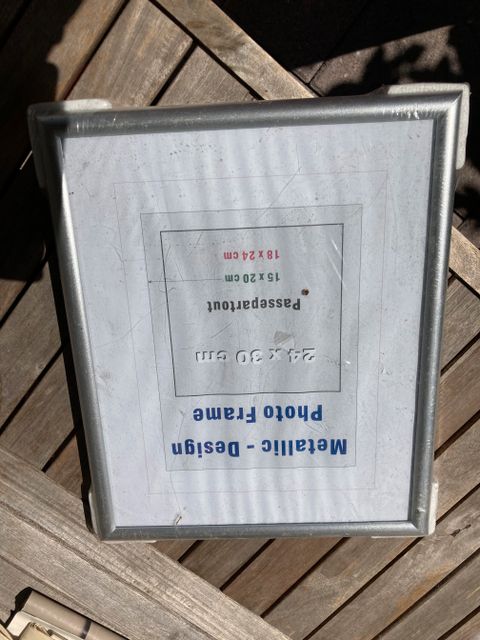 Metallic - Design
Photo Frame
24 x 30 cm
Passepartout
15 x 20 cm
18 x 24 cm